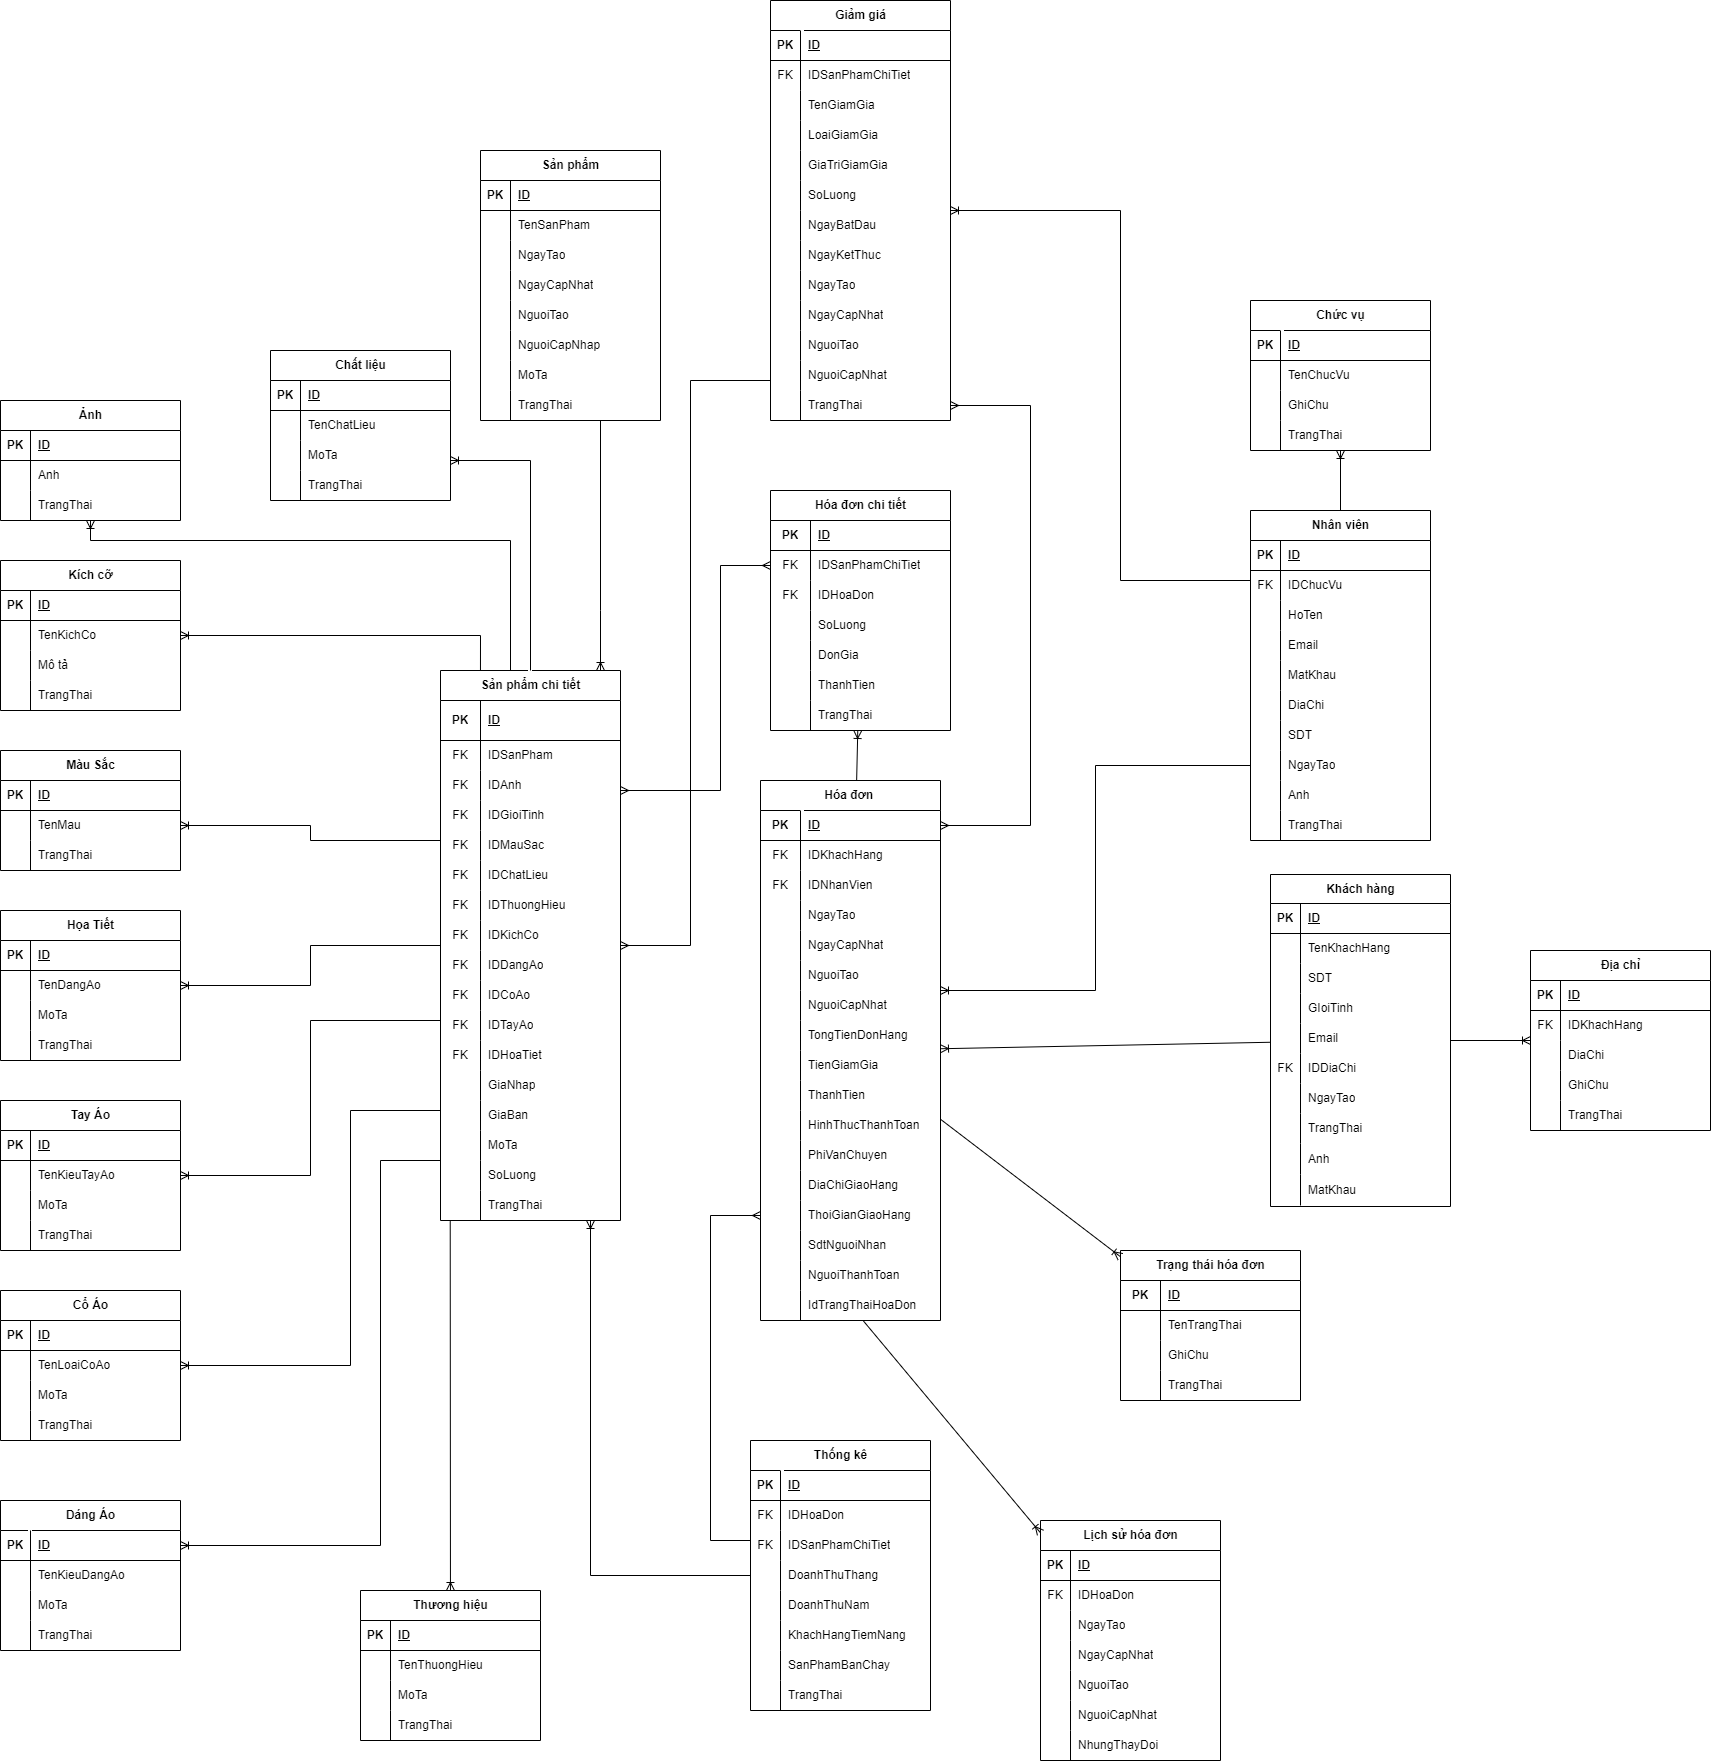 Giảm giá
PK ID
FK IDSanPhamChiTiet
TenGiamGia
LoaiGiamGia
GiaTriGiamGia
SoLuong
NgayBatDau
NgayKetThuc
NgayTao
NgayCapNhat
NguoiTao
NguoiCapNhat
TrangThai
Sản phẩm
PK ID
TenSanPham
NgayTao
NgayCapNhat
NguoiTao
NguoiCapNhap
MoTa
TrangThai
Chức vụ
PK ID
TenChucVu
GhiChu
TrangThai
Chất liệu
PK ID
TenChatLieu
MoTa
TrangThai
Ảnh
PK ID
Anh
TrangThai
Hóa đơn chi tiết
PK ID
FK IDSanPhamChiTiet
FK IDHoaDon
SoLuong
DonGia
ThanhTien
TrangThai
Nhân viên
PK ID
FK IDChucVu
HoTen
Email
MatKhau
DiaChi
SDT
NgayTao
Anh
TrangThai
Kích cỡ
PK ID
TenKichCo
Mô tả
TrangThai
Sản phẩm chi tiết
PK ID
FK IDSanPham
FK IDAnh
FK IDGioiTinh
FK IDMauSac
FK IDChatLieu
FK IDThuongHieu
FK IDKichCo
FK IDDangAo
FK IDCoAo
FK IDTayAo
FK IDHoaTiet
GiaNhap
GiaBan
MoTa
SoLuong
TrangThai
Màu Sắc
PK ID
TenMau
TrangThai
Hóa đơn
PK ID
FK IDKhachHang
FK IDNhanVien
NgayTao
NgayCapNhat
NguoiTao
NguoiCapNhat
TongTienDonHang
TienGiamGia
ThanhTien
HinhThucThanhToan
PhiVanChuyen
DiaChiGiaoHang
ThoiGianGiaoHang
SdtNguoiNhan
NguoiThanhToan
IdTrangThaiHoaDon
Khách hàng
PK ID
TenKhachHang
SDT
GIoiTinh
Email
FK IDDiaChi
NgayTao
TrangThai
Anh
MatKhau
Địa chỉ
PK ID
FK IDKhachHang
DiaChi
GhiChu
TrangThai
Họa Tiết
PK ID
TenDangAo
MoTa
TrangThai
Tay Áo
PK ID
TenKieuTayAo
MoTa
TrangThai
Trạng thái hóa đơn
PK ID
TenTrangThai
GhiChu
TrangThai
Cổ Áo
PK ID
TenLoaiCoAo
MoTa
TrangThai
Thống kê
PK ID
FK IDHoaDon
FK IDSanPhamChiTiet
DoanhThuThang
DoanhThuNam
KhachHangTiemNang
SanPhamBanChay
TrangThai
Dáng Áo
PK ID
TenKieuDangAo
MoTa
TrangThai
Lịch sử hóa đơn
PK ID
FK IDHoaDon
NgayTao
NgayCapNhat
NguoiTao
NguoiCapNhat
NhungThayDoi
Thương hiệu
PK ID
TenThuongHieu
MoTa
TrangThai